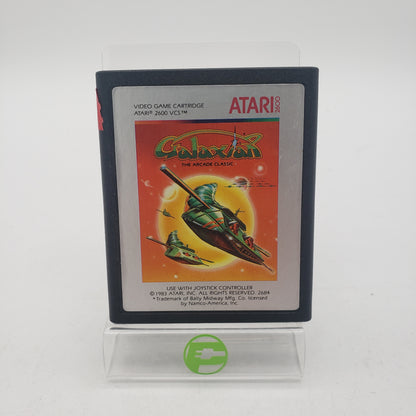 VIDEO GAME CARTRIDGE
ATARI® 2600 VCS™
ATARI 2600
Galaxian
THE ARCADE CLASSIC
USE WITH JOYSTICK CONTROLLER
© 1983 ATARI, INC. ALL RIGHTS RESERVED. 2684
*Trademark of Bally Midway Mfg. Co. licensed
by Namco-America, Inc.